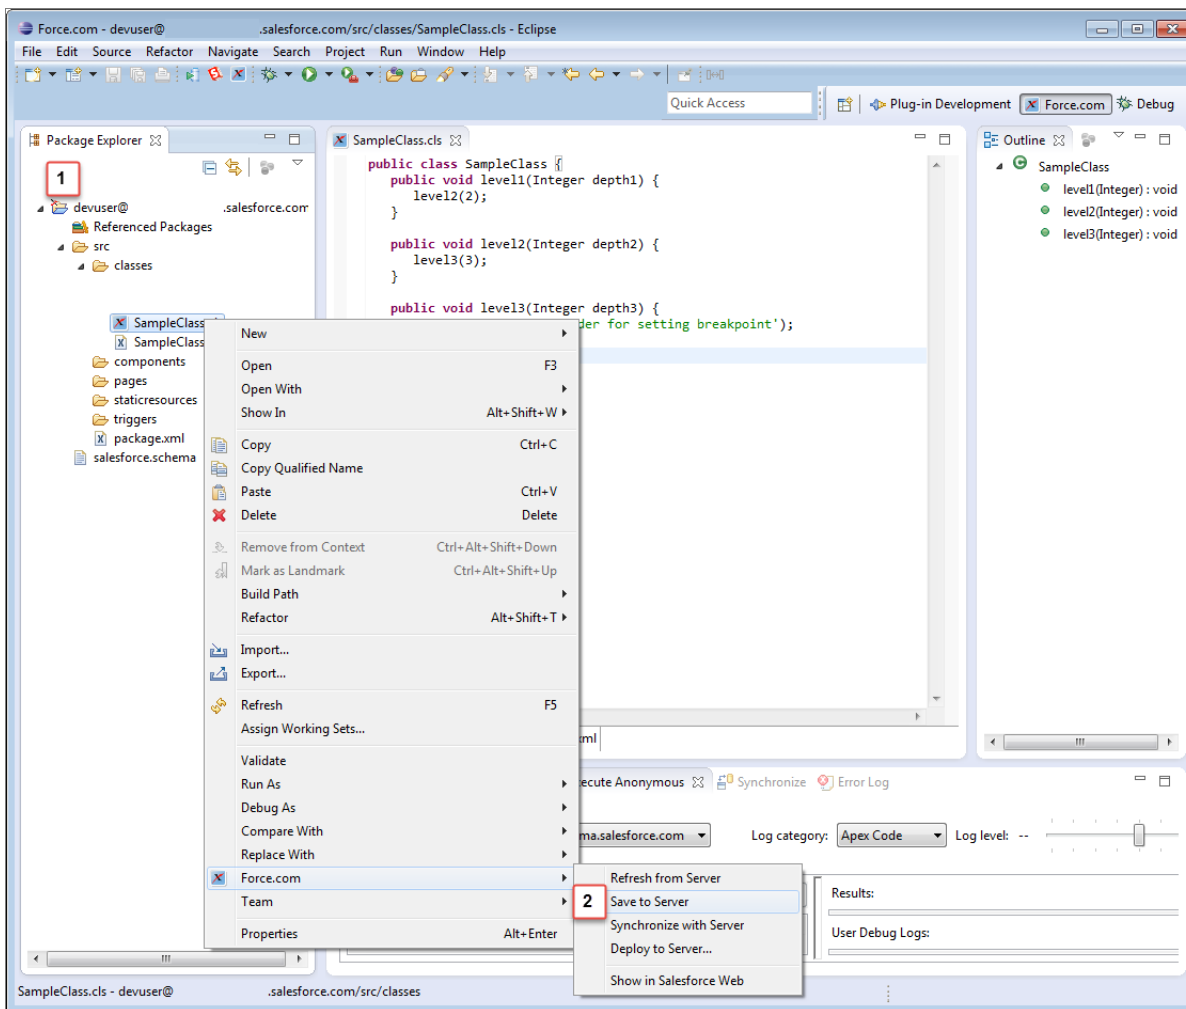 Force.com - devuser@ .salesforce.com/src/classes/SampleClass.cls - Eclipse
File Edit Source Refactor Navigate Search Project Run Window Help
Quick Access
Plug-in Development Force.com Debug
Package Explorer
1
devuser@ .salesforce.com
Referenced Packages
src
classes
SampleClass
SampleClass
components
pages
staticresources
triggers
package.xml
salesforce.schema
SampleClass.cls
public class SampleClass {
public void level1(Integer depth1) {
level2(2);
}
public void level2(Integer depth2) {
level3(3);
}
public void level3(Integer depth3) {
der for setting breakpoint');
Outline
SampleClass
level1(Integer) : void
level2(Integer) : void
level3(Integer) : void
New
Open F3
Open With
Show In Alt+Shift+W
Copy Ctrl+C
Copy Qualified Name
Paste Ctrl+V
Delete Delete
Remove from Context Ctrl+Alt+Shift+Down
Mark as Landmark Ctrl+Alt+Shift+Up
Build Path
Refactor Alt+Shift+T
Import...
Export...
Refresh F5
Assign Working Sets...
Validate
Run As
Debug As
Compare With
Replace With
Force.com
Team
Properties Alt+Enter
xml
ecute Anonymous Synchronize Error Log
ma.salesforce.com Log category: Apex Code Log level: --
Refresh from Server
2 Save to Server
Synchronize with Server
Deploy to Server...
Show in Salesforce Web
Results:
User Debug Logs:
SampleClass.cls - devuser@ .salesforce.com/src/classes